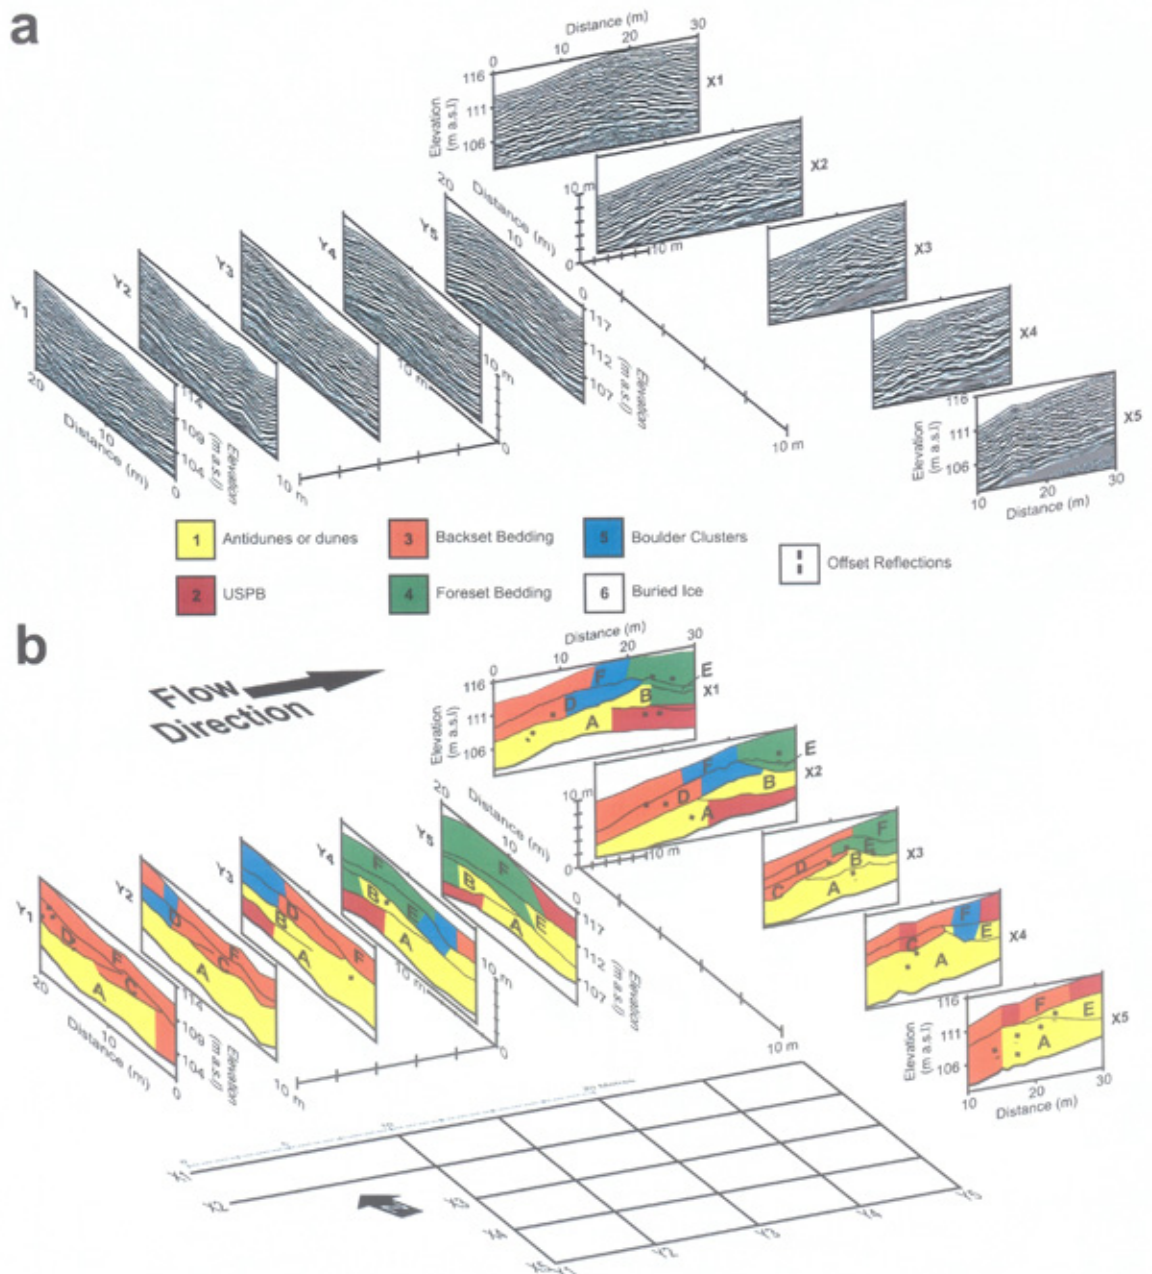 a
Distance (m)
0 10 20 30
116
111
106
Elevation
(m a.s.l)
X1
X2
10 m
0
10 m
X3
X4
116
111
106
Elevation
(m a.s.l)
X5
10 20 30
Distance (m)
10 m
Y1
Y2
Y3
Y4
Y5
20
Distance (m)
10
0
117
112
107
Elevation
(m a.s.l)
20
10
Distance (m)
0
114
109
104
Elevation
(m a.s.l)
10 m
10 m
0
10 m
1 Antidunes or dunes
2 USPB
3 Backset Bedding
4 Foreset Bedding
5 Boulder Clusters
6 Buried Ice
Offset Reflections
b
Flow
Direction
Distance (m)
0 10 20 30
116
111
106
Elevation
(m a.s.l)
F
D
B
A
E
X1
F
D
B
A
E
X2
10 m
0
10 m
F
E
D
B
C
A
X3
F
C
E
A
X4
116
111
106
Elevation
(m a.s.l)
F
E
A
X5
10 20 30
Distance (m)
10 m
Y1
D
F
C
A
Y2
D
F
C
A
Y3
D
B
F
A
Y4
F
B
E
A
Y5
F
B
E
A
20
Distance (m)
10
0
117
112
107
Elevation
(m a.s.l)
20
10
Distance (m)
0
114
109
104
Elevation
(m a.s.l)
10 m
10 m
0
10 m
X1
X2
X3
X4
X5
Y1
Y2
Y3
Y4
Y5